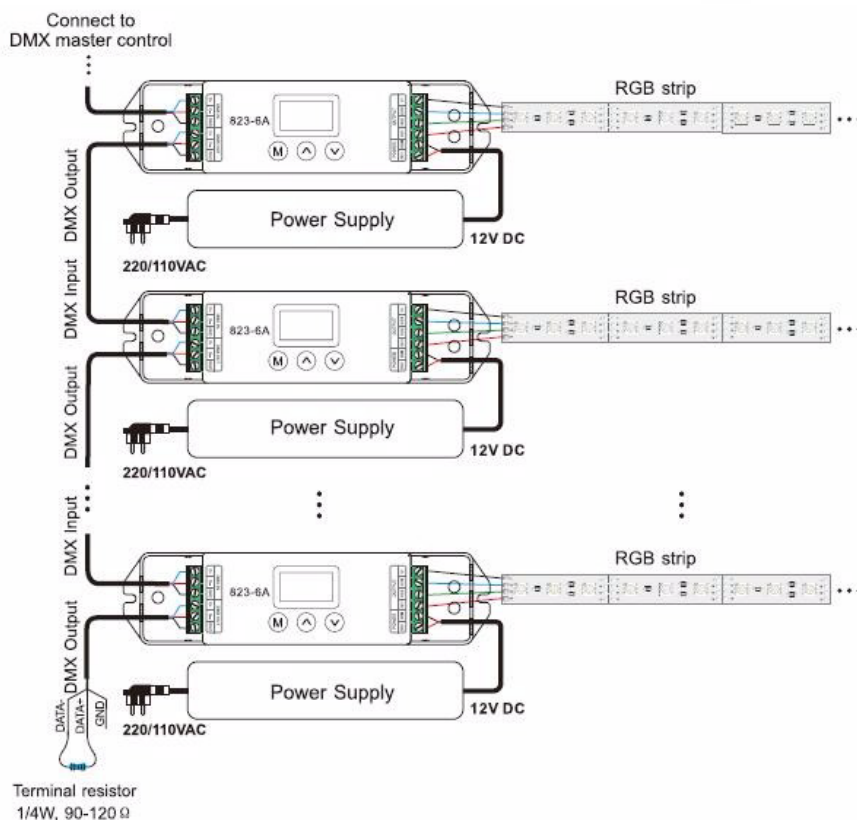 Connect to
DMX master control
RGB strip
823-6A
M
DMX Output
Power Supply
12V DC
220/110VAC
DMX Input
RGB strip
823-6A
M
DMX Output
Power Supply
12V DC
220/110VAC
DMX Input
RGB strip
823-6A
M
DMX Output
Power Supply
12V DC
220/110VAC
DATA-
DATA+
GND
Terminal resistor
1/4W, 90-120 Ω